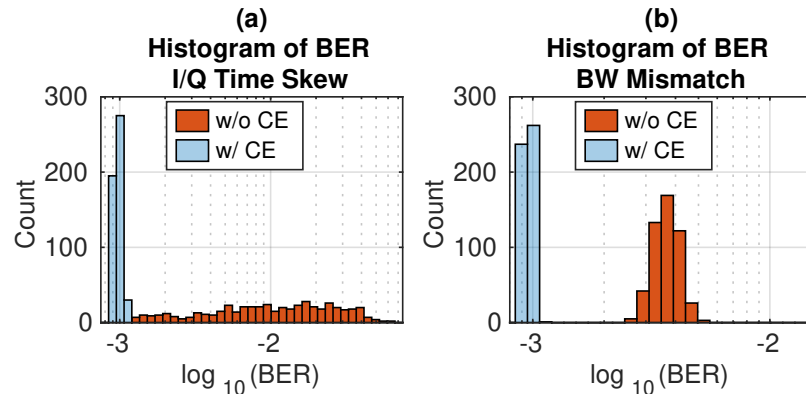 (a)
Histogram of BER
I/Q Time Skew
300
200
100
0
Count
w/o CE
w/ CE
-3
-2
log 10 (BER)
(b)
Histogram of BER
BW Mismatch
300
200
100
0
Count
w/o CE
w/ CE
-3
-2
log 10 (BER)